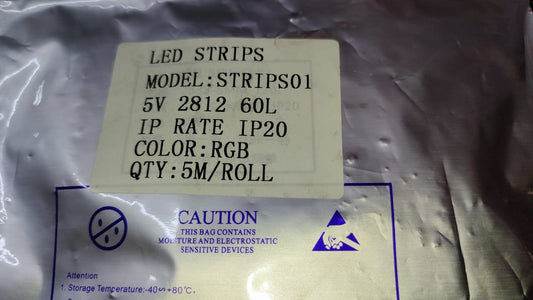 LED STRIPS
MODEL:STRIPS01
5V 2812 60L
IP RATE IP20
COLOR:RGB
QTY:5M/ROLL
CAUTION
THIS BAG CONTAINS
MOISTURE AND ELECTROSTATIC
SENSITIVE DEVICES
Attention
1. Storage Temperature:-40∽+80℃,